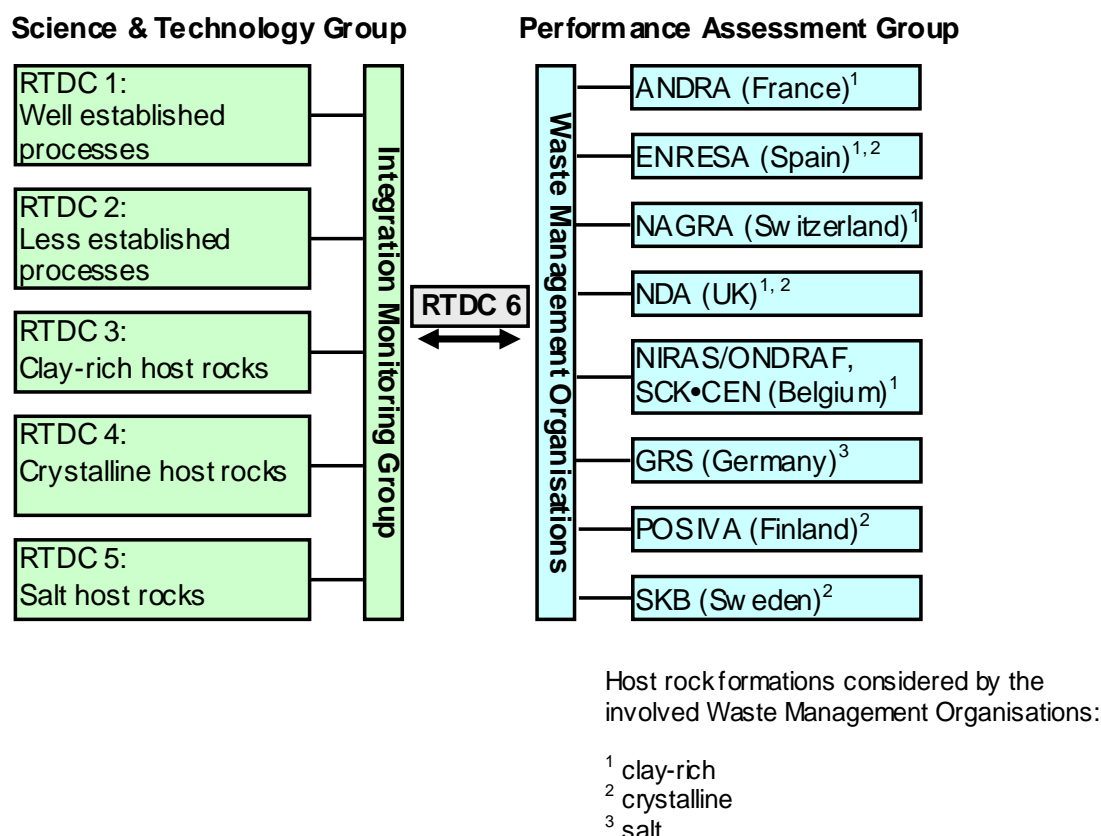 Science & Technology Group
Performance Assessment Group
RTDC 1:
Well established
processes
RTDC 2:
Less established
processes
RTDC 3:
Clay-rich host rocks
RTDC 4:
Crystalline host rocks
RTDC 5:
Salt host rocks
Integration Monitoring Group
RTDC 6
Waste Management Organisations
ANDRA (France)¹
ENRESA (Spain)¹,²
NAGRA (Switzerland)¹
NDA (UK)¹, ²
NIRAS/ONDRAF,
SCK•CEN (Belgium)¹
GRS (Germany)³
POSIVA (Finland)²
SKB (Sweden)²
Host rock formations considered by the
involved Waste Management Organisations:
¹ clay-rich
² crystalline
³ salt